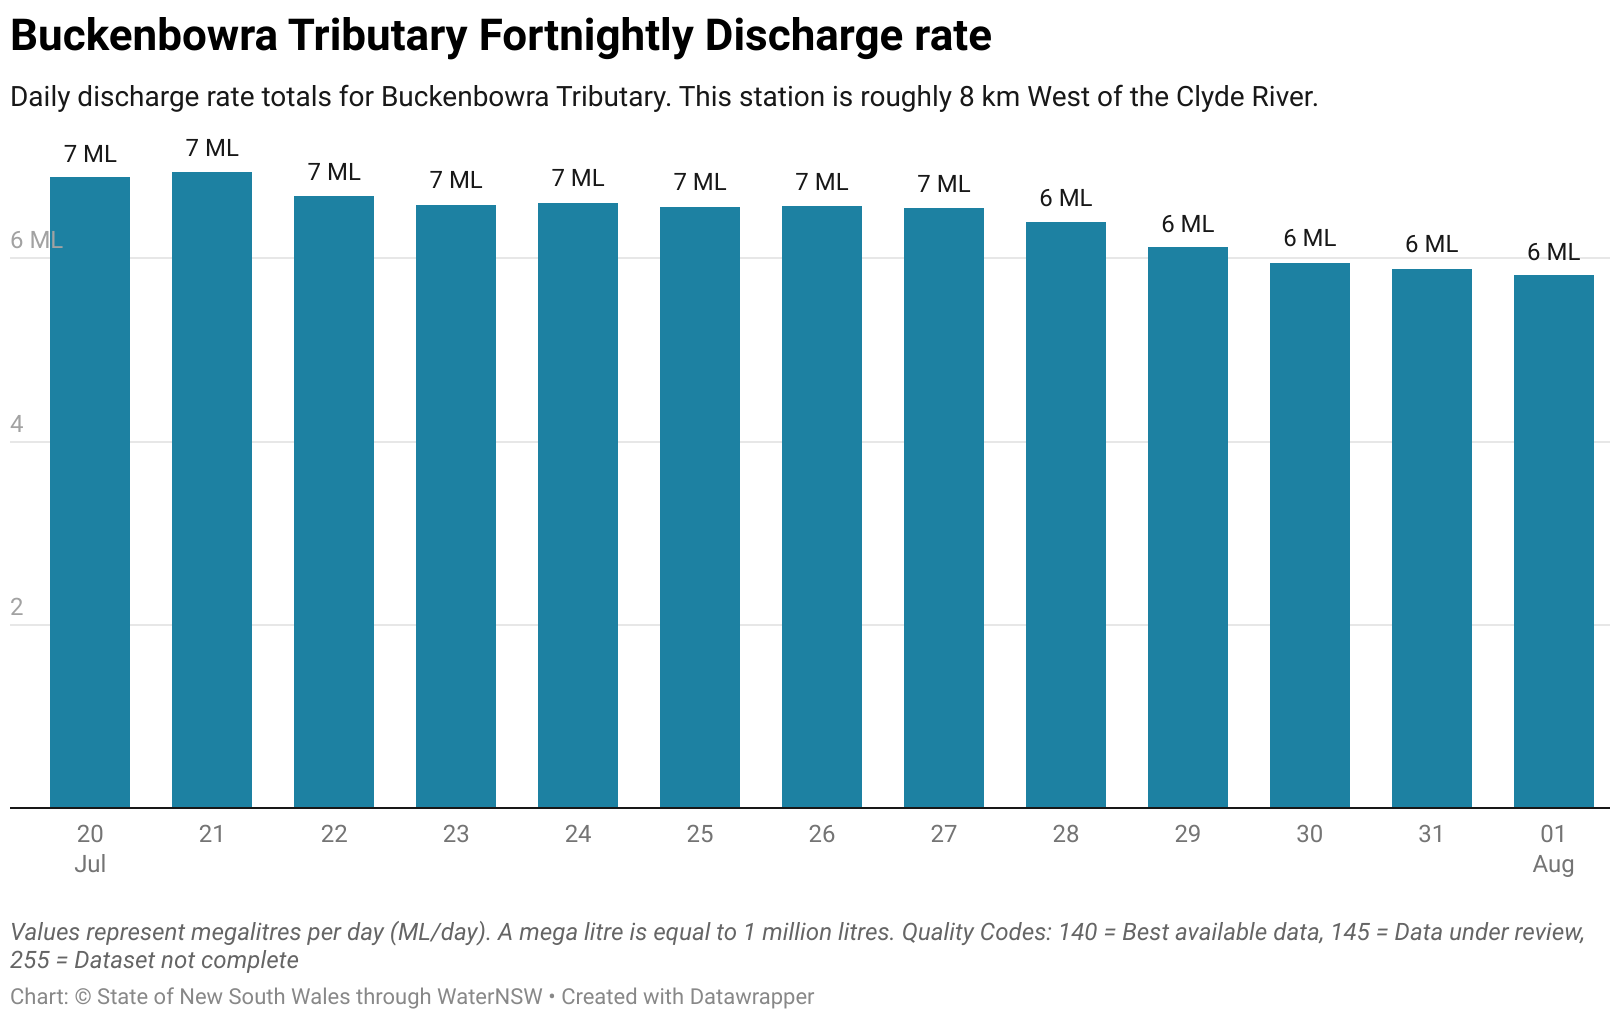 Buckenbowra Tributary Fortnightly Discharge rate
Daily discharge rate totals for Buckenbowra Tributary. This station is roughly 8 km West of the Clyde River.
7 ML
7 ML
7 ML
7 ML
7 ML
7 ML
7 ML
7 ML
6 ML
6 ML
6 ML
6 ML
6 ML
6 ML
4
2
20 21 22 23 24 25 26 27 28 29 30 31 01
Jul Aug
Values represent megalitres per day (ML/day). A mega litre is equal to 1 million litres. Quality Codes: 140 = Best available data, 145 = Data under review,
255 = Dataset not complete
Chart: © State of New South Wales through WaterNSW • Created with Datawrapper